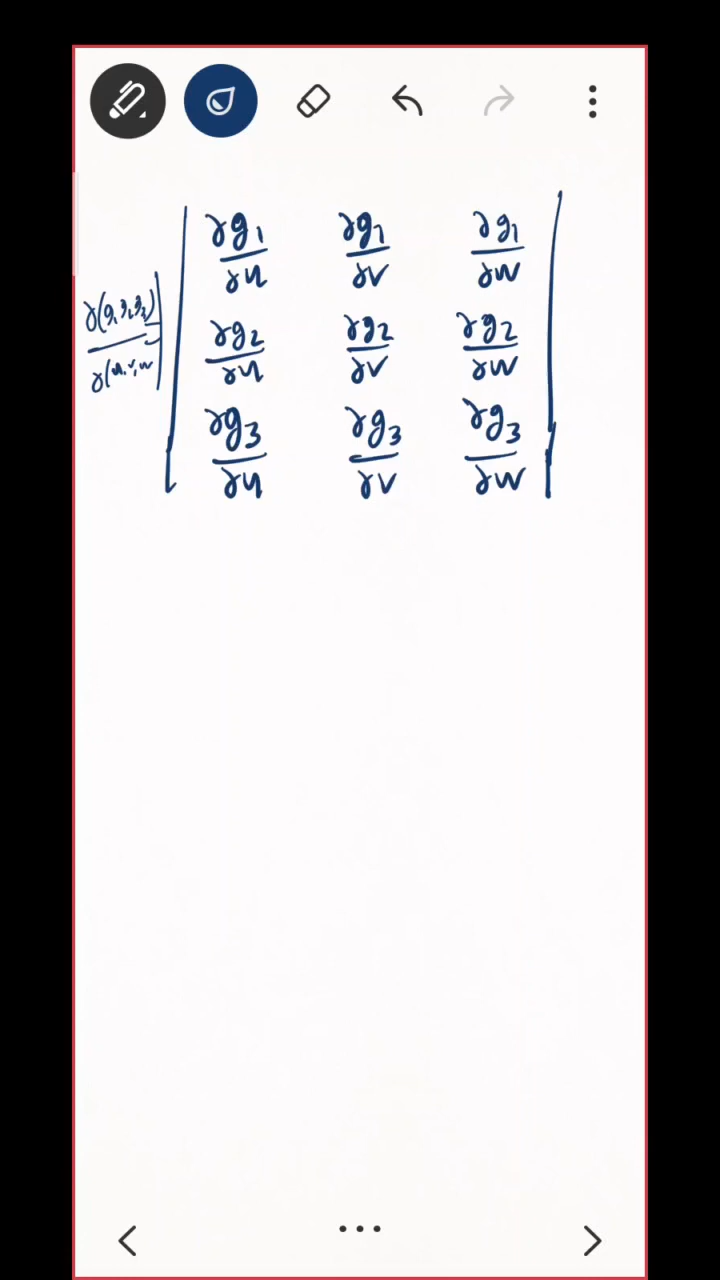 ∂(g₁, g₂, g₃) / ∂(u, v, w =
| ∂g₁/∂u ∂g₁/∂v ∂g₁/∂w |
| ∂g₂/∂u ∂g₂/∂v ∂g₂/∂w |
| ∂g₃/∂u ∂g₃/∂v ∂g₃/∂w |